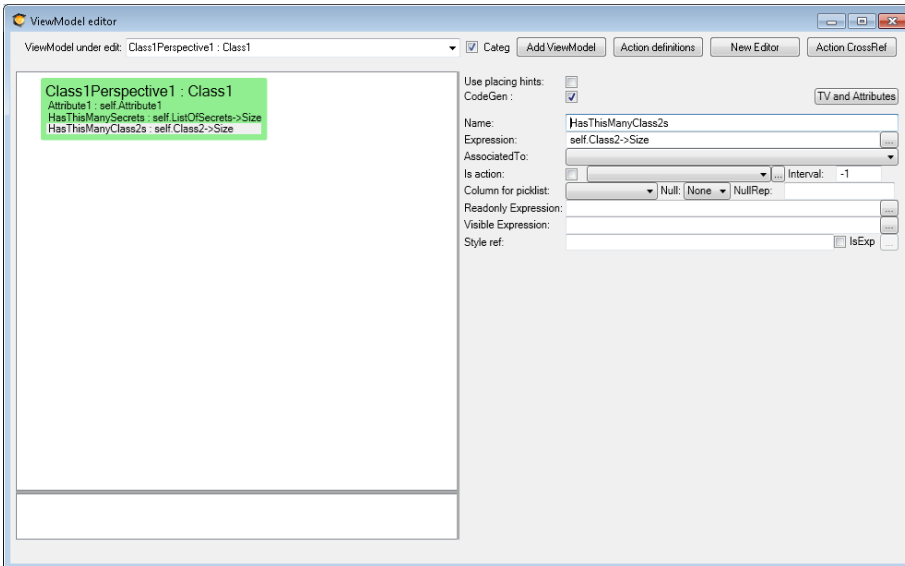 ViewModel editor
ViewModel under edit: Class1Perspective1 : Class1 Categ Add ViewModel Action definitions New Editor Action CrossRef
Class1Perspective1 : Class1
Attribute1 : self.Attribute1
HasThisManySecrets : self.ListOfSecrets->Size
HasThisManyClass2s : self.Class2->Size
Use placing hints:
CodeGen : TV and Attributes
Name: HasThisManyClass2s
Expression: self.Class2->Size ...
AssociatedTo:
Is action: ... Interval: -1
Column for picklist: Null: None NullRep:
Readonly Expression: ...
Visible Expression: ...
Style ref: IsExp ...